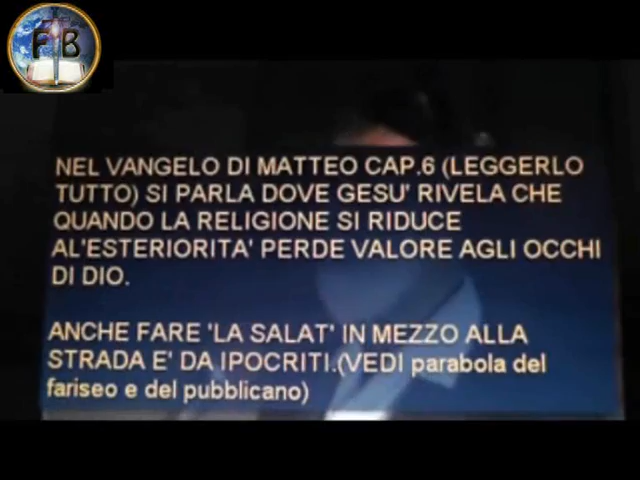 F B
NEL VANGELO DI MATTEO CAP.6 (LEGGERLO
TUTTO) SI PARLA DOVE GESU' RIVELA CHE
QUANDO LA RELIGIONE SI RIDUCE
AL'ESTERIORITA' PERDE VALORE AGLI OCCHI
DI DIO.
ANCHE FARE 'LA SALAT' IN MEZZO ALLA
STRADA E' DA IPOCRITI.(VEDI parabola del
fariseo e del pubblicano)